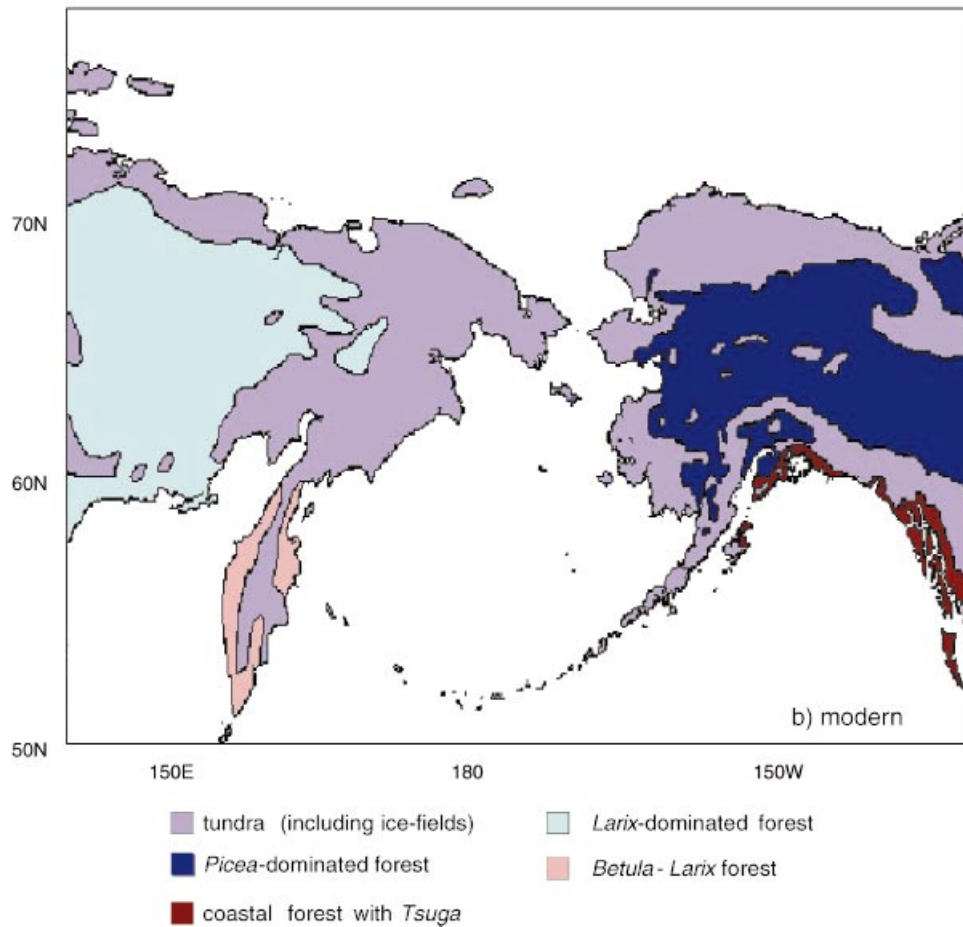 70N
60N
50N
b) modern
150E 180 150W
tundra (including ice-fields) Larix-dominated forest
Picea-dominated forest Betula - Larix forest
coastal forest with Tsuga